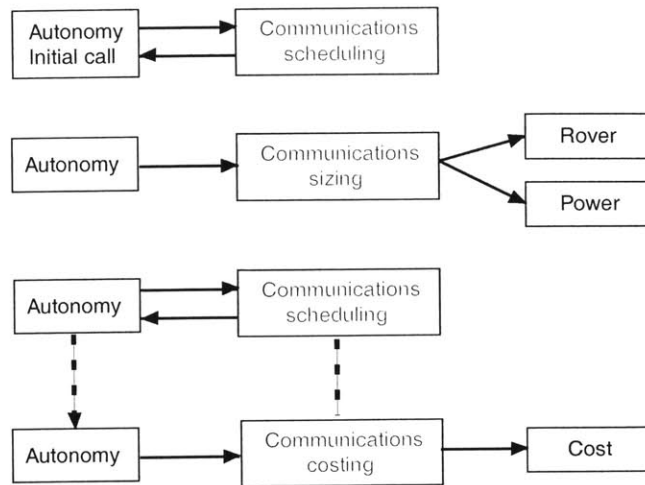 Autonomy
Initial call
Communications
scheduling
Autonomy
Communications
sizing
Rover
Power
Autonomy
Communications
scheduling
Autonomy
Communications
costing
Cost